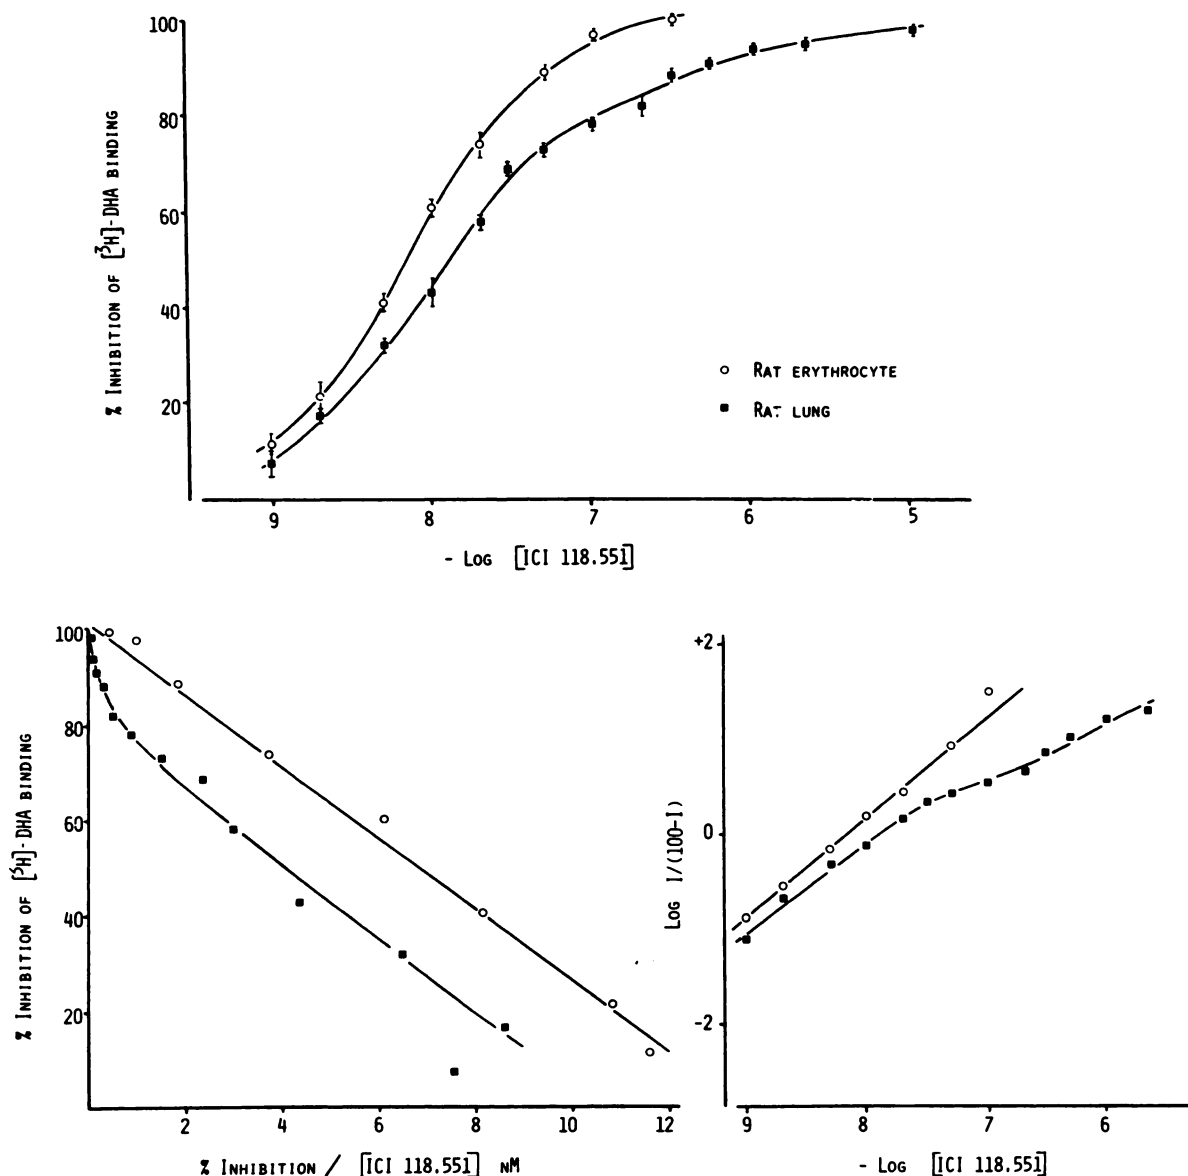 100
80
60
40
20
% INHIBITION OF [³H]-DHA BINDING
RAT ERYTHROCYTE
RAT LUNG
9 8 7 6 5
- LOG [ICI 118.551]
100
80
60
40
20
% INHIBITION OF [³H]-DHA BINDING
2 4 6 8 10 12
% INHIBITION / [ICI 118.551] NM
+2
0
-2
LOG I/(100-I)
9 8 7 6
- LOG [ICI 118.551]